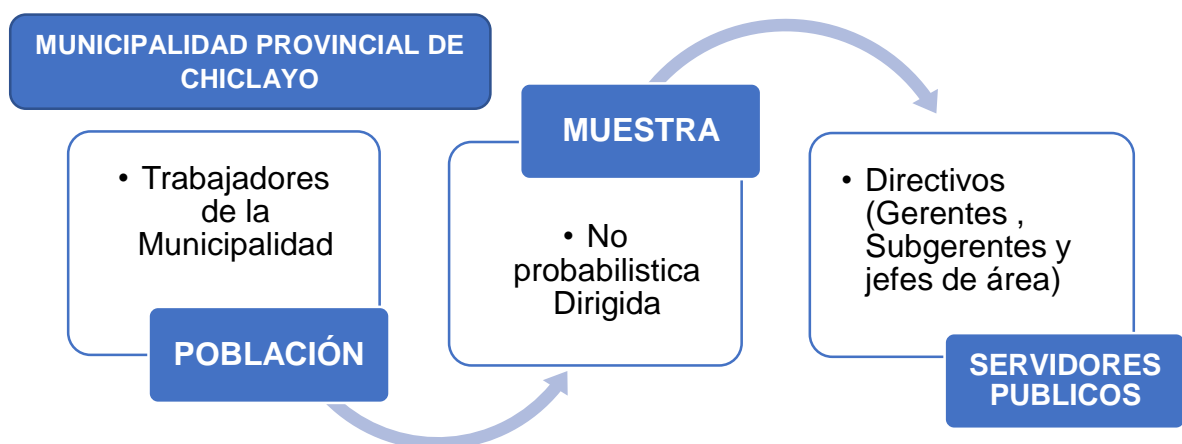 MUNICIPALIDAD PROVINCIAL DE
CHICLAYO
• Trabajadores
de la
Municipalidad
POBLACIÓN
MUESTRA
• No
probabilistica
Dirigida
• Directivos
(Gerentes ,
Subgerentes y
jefes de área)
SERVIDORES
PUBLICOS